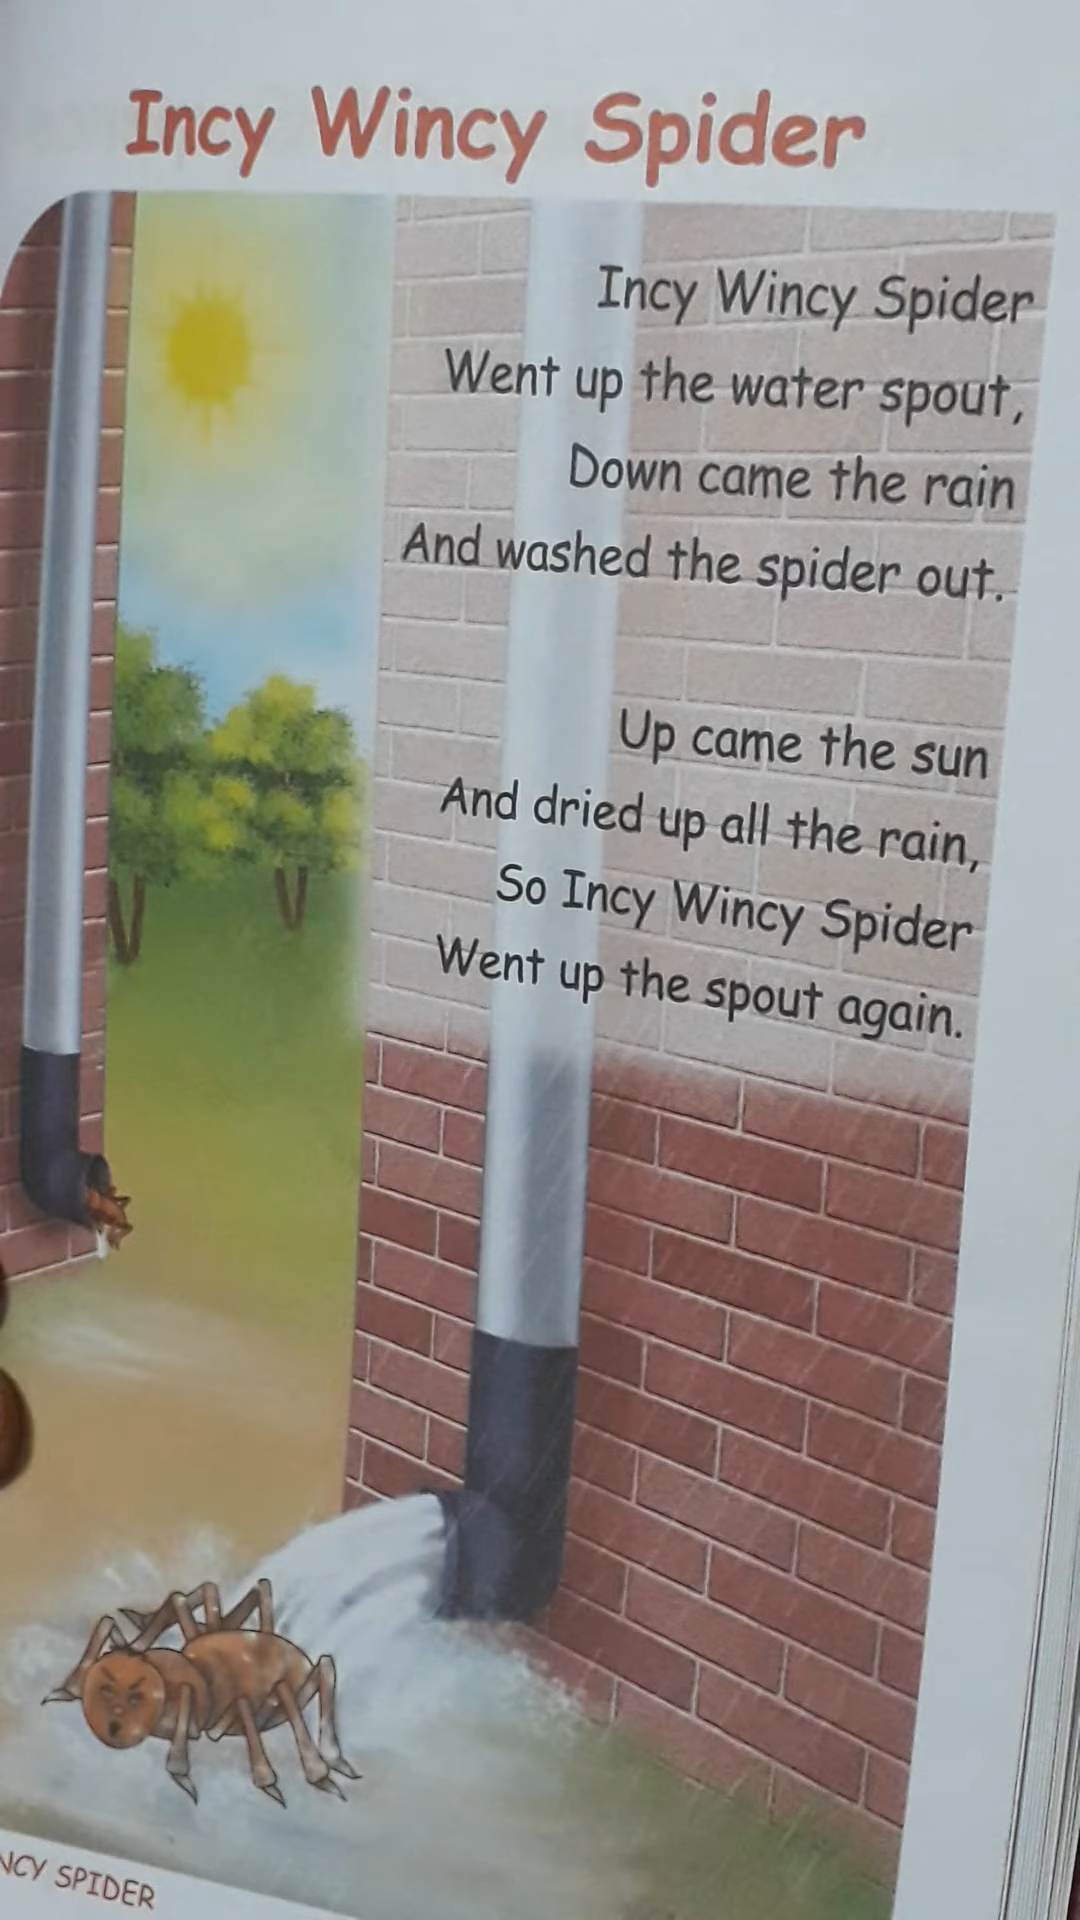 Incy Wincy Spider
Incy Wincy Spider
Went up the water spout,
Down came the rain
And washed the spider out.
Up came the sun
And dried up all the rain,
So Incy Wincy Spider
Went up the spout again.
NCY SPIDER